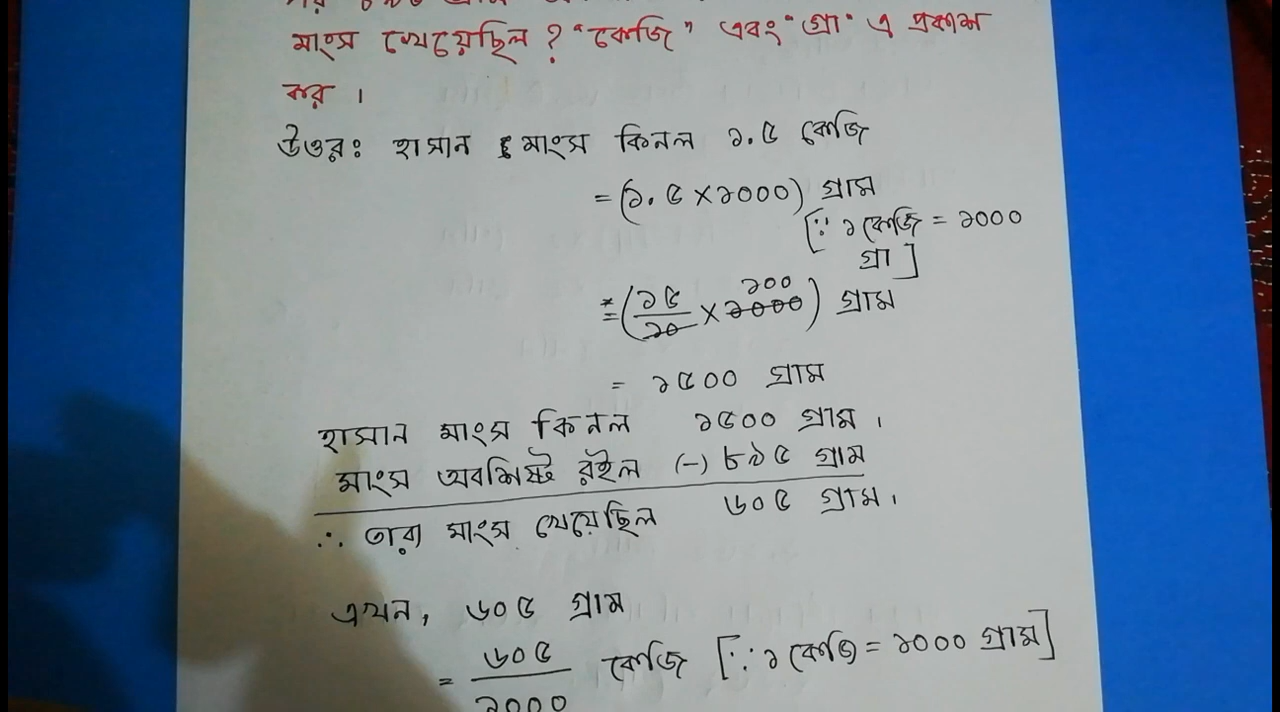 মাংস খেয়েছিল ? "কেজি" এবং "গ্রা" এ প্রকাশ
কর ।
উত্তরঃ হাসান মাংস কিনল ১.৫ কেজি
= (১.৫ × ১০০০) গ্রাম
[∵ ১ কেজি = ১০০০
গ্রা ]
= (১৫/১০ × ১০০০ ১০০) গ্রাম
= ১৫০০ গ্রাম
হাসান মাংস কিনল ১৫০০ গ্রাম ।
মাংস অবশিষ্ট রইল (-) ৮৯৫ গ্রাম
∴ তারা মাংস খেয়েছিল ৬০৫ গ্রাম ।
এখন, ৬০৫ গ্রাম
= ৬০৫/১০০০ কেজি [∵ ১ কেজি = ১০০০ গ্রাম]